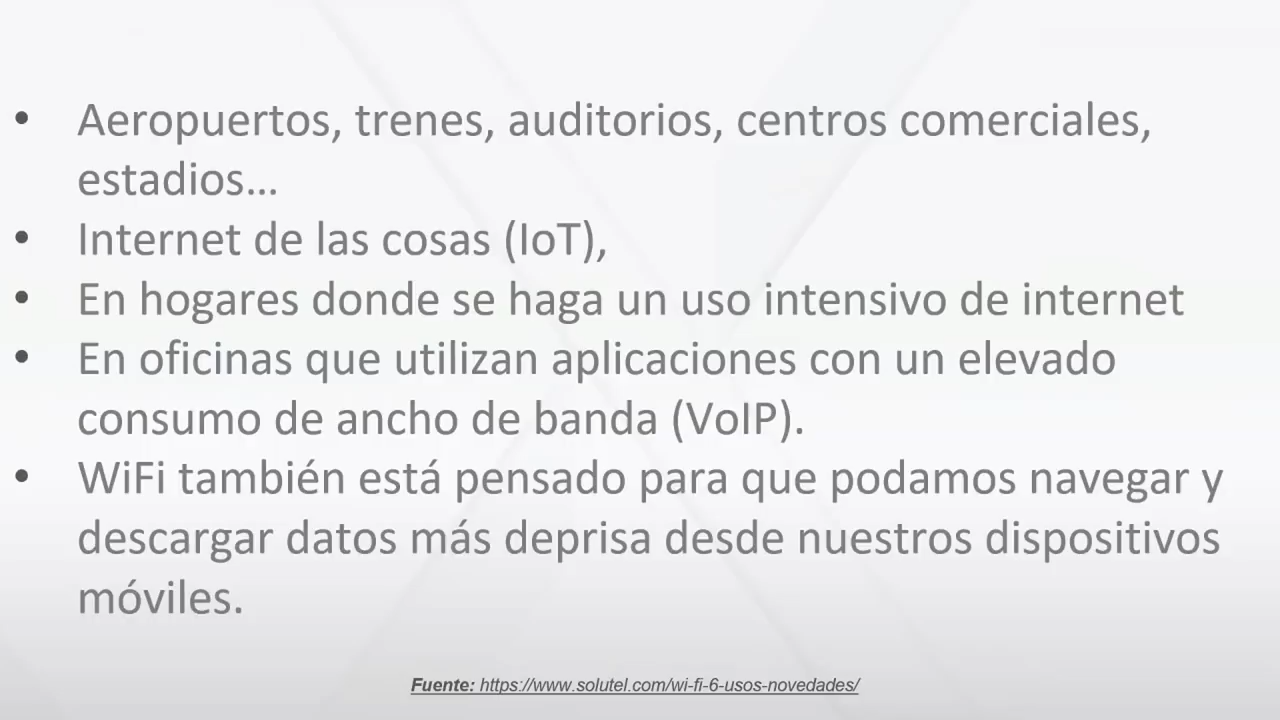 • Aeropuertos, trenes, auditorios, centros comerciales,
estadios...
• Internet de las cosas (IoT),
• En hogares donde se haga un uso intensivo de internet
• En oficinas que utilizan aplicaciones con un elevado
consumo de ancho de banda (VoIP).
• WiFi también está pensado para que podamos navegar y
descargar datos más deprisa desde nuestros dispositivos
móviles.
Fuente: https://www.solutel.com/wi-fi-6-usos-novedades/